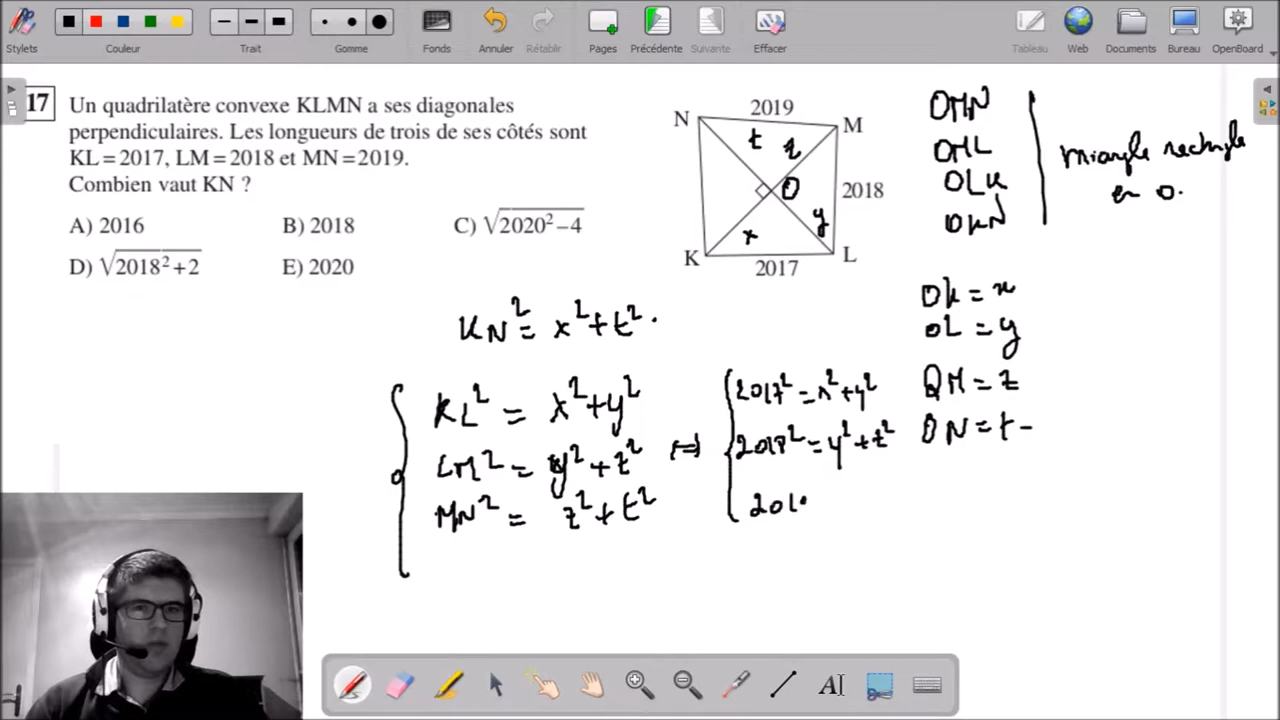 Stylets
Couleur
Trait
Gomme
Fonds
Annuler
Rétablir
Pages
Précédente
Suivante
Effacer
Tableau
Web
Documents
Bureau
OpenBoard
17
Un quadrilatère convexe KLMN a ses diagonales
perpendiculaires. Les longueurs de trois de ses côtés sont
KL = 2017, LM = 2018 et MN = 2019.
Combien vaut KN ?
A) 2016
B) 2018
C) √2020²−4
D) √2018²+2
E) 2020
N
2019
M
t
z
O
2018
x
y
K
2017
L
OMN
OML
OLK
OKN
triangle rectangle
en O.
OK = x
OL = y
OM = z
ON = t
KN² = x² + t².
KL² = x² + y²
LM² = y² + z²
MN² = z² + t²
⟺
2017² = x² + y²
2018² = y² + z²
201
AI